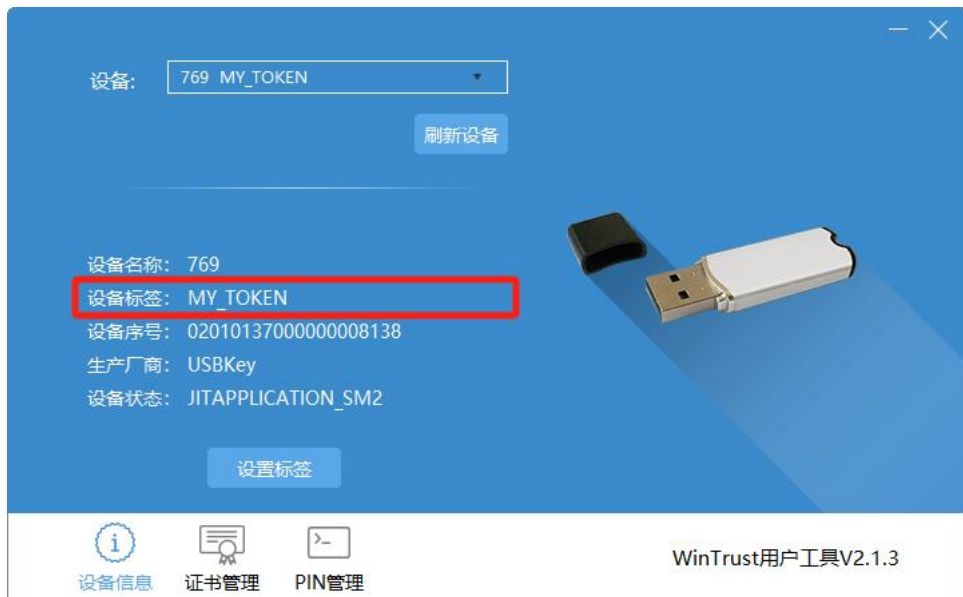 设备: 769 MY_TOKEN
刷新设备
设备名称: 769
设备标签: MY_TOKEN
设备序号: 02010137000000008138
生产厂商: USBKey
设备状态: JITAPPLICATION_SM2
设置标签
设备信息 证书管理 PIN管理
WinTrust用户工具V2.1.3